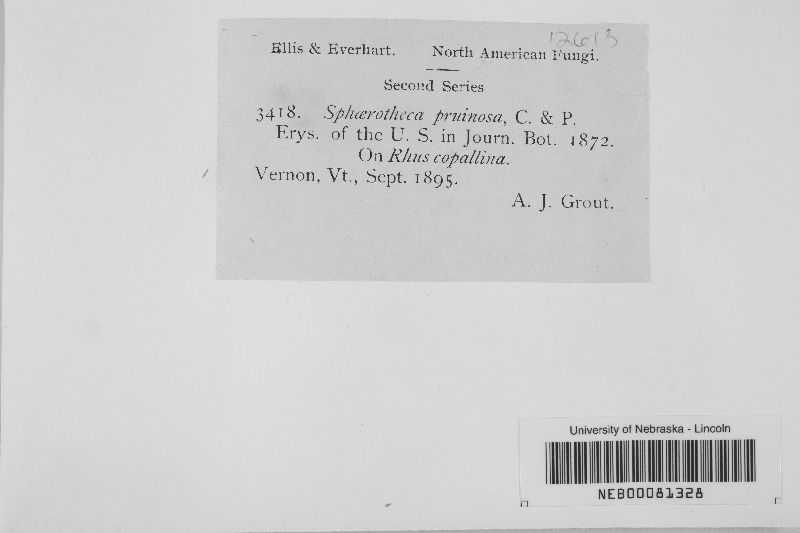 12613
Ellis & Everhart. North American Fungi.
Second Series
3418. Sphærotheca pruinosa, C. & P.
Erys. of the U. S. in Journ. Bot. 1872.
On Rhus copallina.
Vernon, Vt., Sept. 1895.
A. J. Grout.
University of Nebraska - Lincoln
NEB00081328